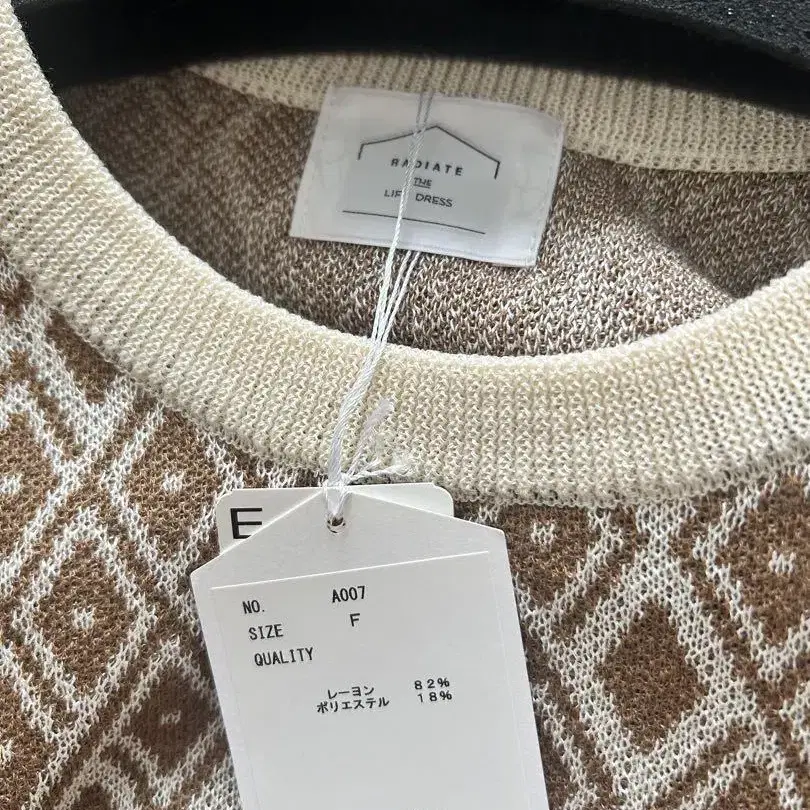 RADIATE
THE
LIFE DRESS
E
NO. A007
SIZE F
QUALITY
レーヨン 82%
ポリエステル 18%